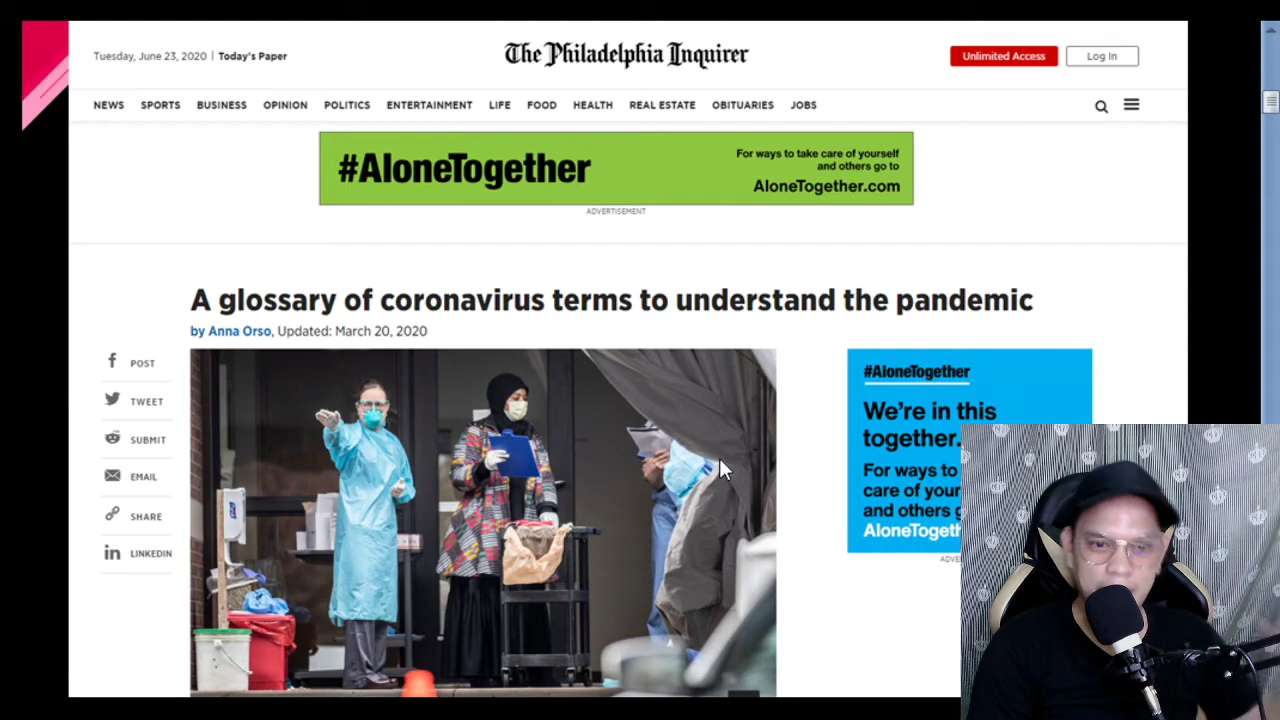 Tuesday, June 23, 2020 | Today's Paper
The Philadelphia Inquirer
Unlimited Access
Log In
NEWS SPORTS BUSINESS OPINION POLITICS ENTERTAINMENT LIFE FOOD HEALTH REAL ESTATE OBITUARIES JOBS
#AloneTogether
For ways to take care of yourself
and others go to
AloneTogether.com
ADVERTISEMENT
A glossary of coronavirus terms to understand the pandemic
by Anna Orso, Updated: March 20, 2020
POST
TWEET
SUBMIT
EMAIL
SHARE
LINKEDIN
#AloneTogether
We're in this
together.
For ways to
care of your
and others g
AloneTogeth
ADVE